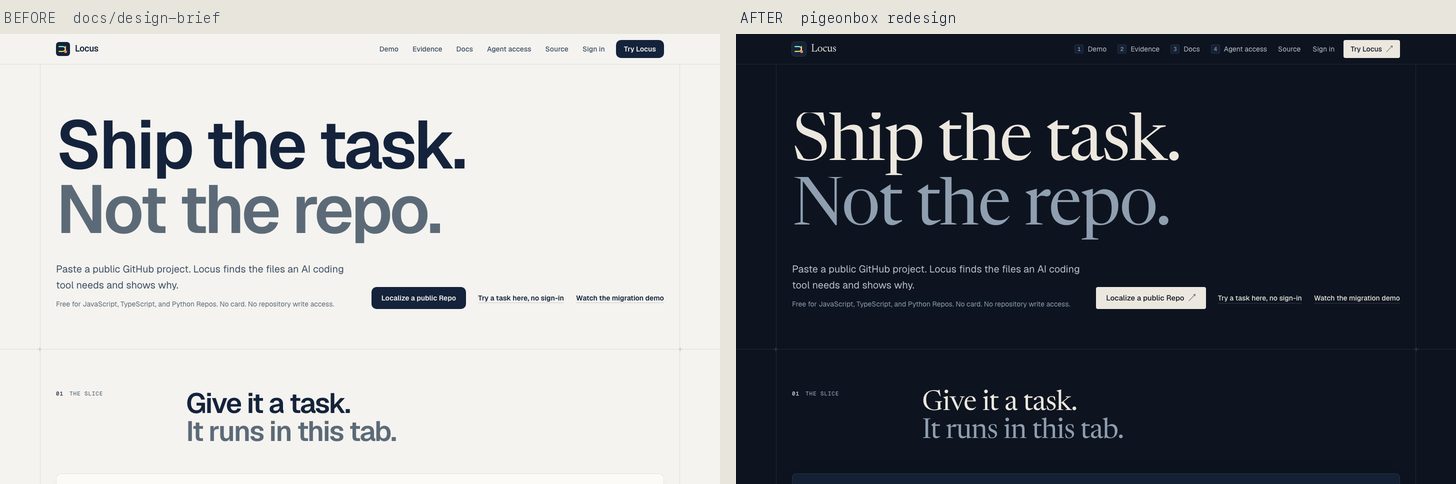 BEFORE docs/design-brief
Locus
Demo Evidence Docs Agent access Source Sign in Try Locus
Ship the task.
Not the repo.
Paste a public GitHub project. Locus finds the files an AI coding
tool needs and shows why.
Free for JavaScript, TypeScript, and Python Repos. No card. No repository write access.
Localize a public Repo Try a task here, no sign-in Watch the migration demo
01 THE SLICE
Give it a task.
It runs in this tab.
AFTER pigeonbox redesign
Locus
1 Demo 2 Evidence 3 Docs 4 Agent access Source Sign in Try Locus ↗
Ship the task.
Not the repo.
Paste a public GitHub project. Locus finds the files an AI coding
tool needs and shows why.
Free for JavaScript, TypeScript, and Python Repos. No card. No repository write access.
Localize a public Repo ↗ Try a task here, no sign-in Watch the migration demo
01 THE SLICE
Give it a task.
It runs in this tab.